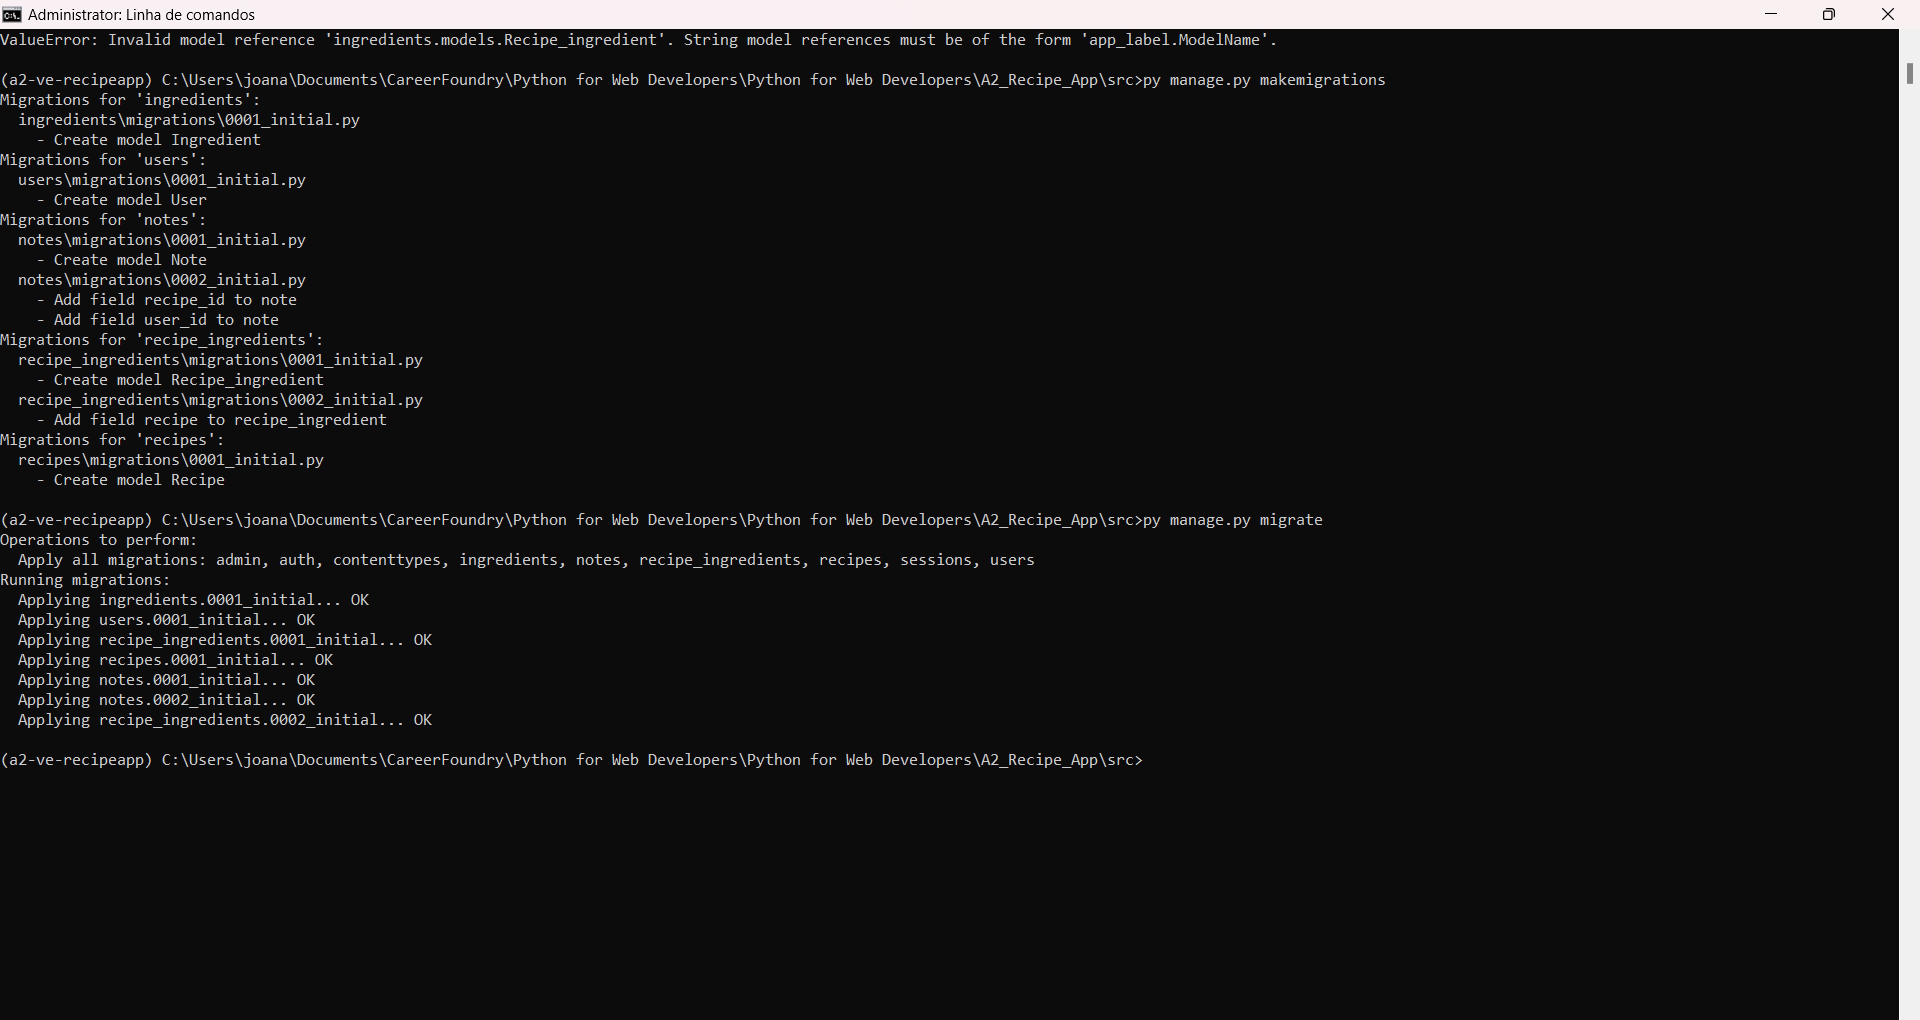 Administrator: Linha de comandos
ValueError: Invalid model reference 'ingredients.models.Recipe_ingredient'. String model references must be of the form 'app_label.ModelName'.
(a2-ve-recipeapp) C:\Users\joana\Documents\CareerFoundry\Python for Web Developers\Python for Web Developers\A2_Recipe_App\src>py manage.py makemigrations
Migrations for 'ingredients':
  ingredients\migrations\0001_initial.py
    - Create model Ingredient
Migrations for 'users':
  users\migrations\0001_initial.py
    - Create model User
Migrations for 'notes':
  notes\migrations\0001_initial.py
    - Create model Note
  notes\migrations\0002_initial.py
    - Add field recipe_id to note
    - Add field user_id to note
Migrations for 'recipe_ingredients':
  recipe_ingredients\migrations\0001_initial.py
    - Create model Recipe_ingredient
  recipe_ingredients\migrations\0002_initial.py
    - Add field recipe to recipe_ingredient
Migrations for 'recipes':
  recipes\migrations\0001_initial.py
    - Create model Recipe
(a2-ve-recipeapp) C:\Users\joana\Documents\CareerFoundry\Python for Web Developers\Python for Web Developers\A2_Recipe_App\src>py manage.py migrate
Operations to perform:
  Apply all migrations: admin, auth, contenttypes, ingredients, notes, recipe_ingredients, recipes, sessions, users
Running migrations:
  Applying ingredients.0001_initial... OK
  Applying users.0001_initial... OK
  Applying recipe_ingredients.0001_initial... OK
  Applying recipes.0001_initial... OK
  Applying notes.0001_initial... OK
  Applying notes.0002_initial... OK
  Applying recipe_ingredients.0002_initial... OK
(a2-ve-recipeapp) C:\Users\joana\Documents\CareerFoundry\Python for Web Developers\Python for Web Developers\A2_Recipe_App\src>